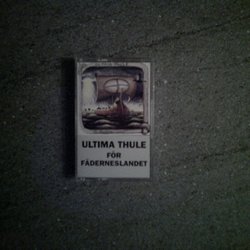 ULTIMA THULE
FÖR
FÄDERNESLANDET